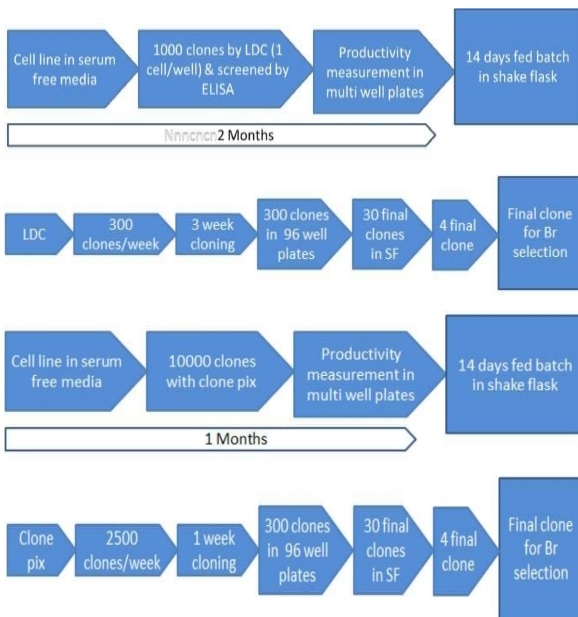 Cell line in serum
free media
1000 clones by LDC (1
cell/well) & screened by
ELISA
Productivity
measurement in
multi well plates
14 days fed batch
in shake flask
2 Months
LDC
300
clones/week
3 week
cloning
300 clones
in 96 well
plates
30 final
clones
in SF
4 final
clone
Final clone
for Br
selection
Cell line in serum
free media
10000 clones
with clone pix
Productivity
measurement in
multi well plates
14 days fed batch
in shake flask
1 Months
Clone
pix
2500
clones/week
1 week
cloning
300 clones
in 96 well
plates
30 final
clones
in SF
4 final
clone
Final clone
for Br
selection